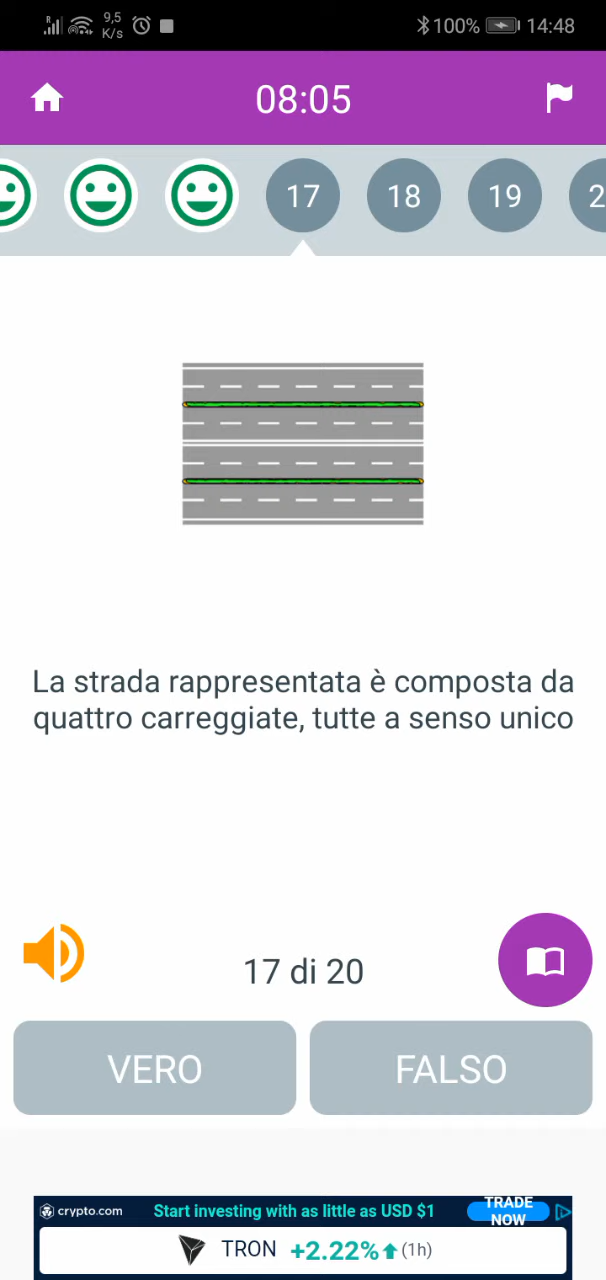 R
9,5
K/s
100%
14:48
08:05
17
18
19
2
La strada rappresentata è composta da
quattro carreggiate, tutte a senso unico
17 di 20
VERO
FALSO
crypto.com
Start investing with as little as USD $1
TRADE
NOW
TRON +2.22% (1h)